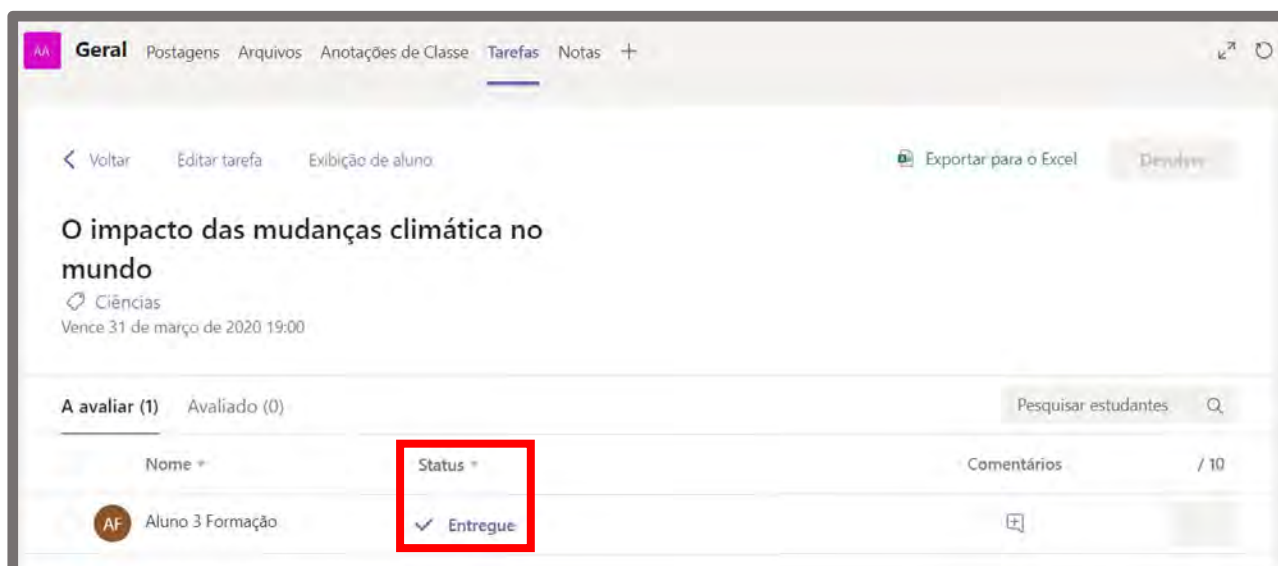 AA Geral Postagens Arquivos Anotações de Classe Tarefas Notas +
Voltar Editar tarefa Exibição de aluno Exportar para o Excel Devolver
O impacto das mudanças climática no
mundo
Ciências
Vence 31 de março de 2020 19:00
A avaliar (1) Avaliado (0) Pesquisar estudantes
Nome Status Comentários / 10
AF Aluno 3 Formação Entregue